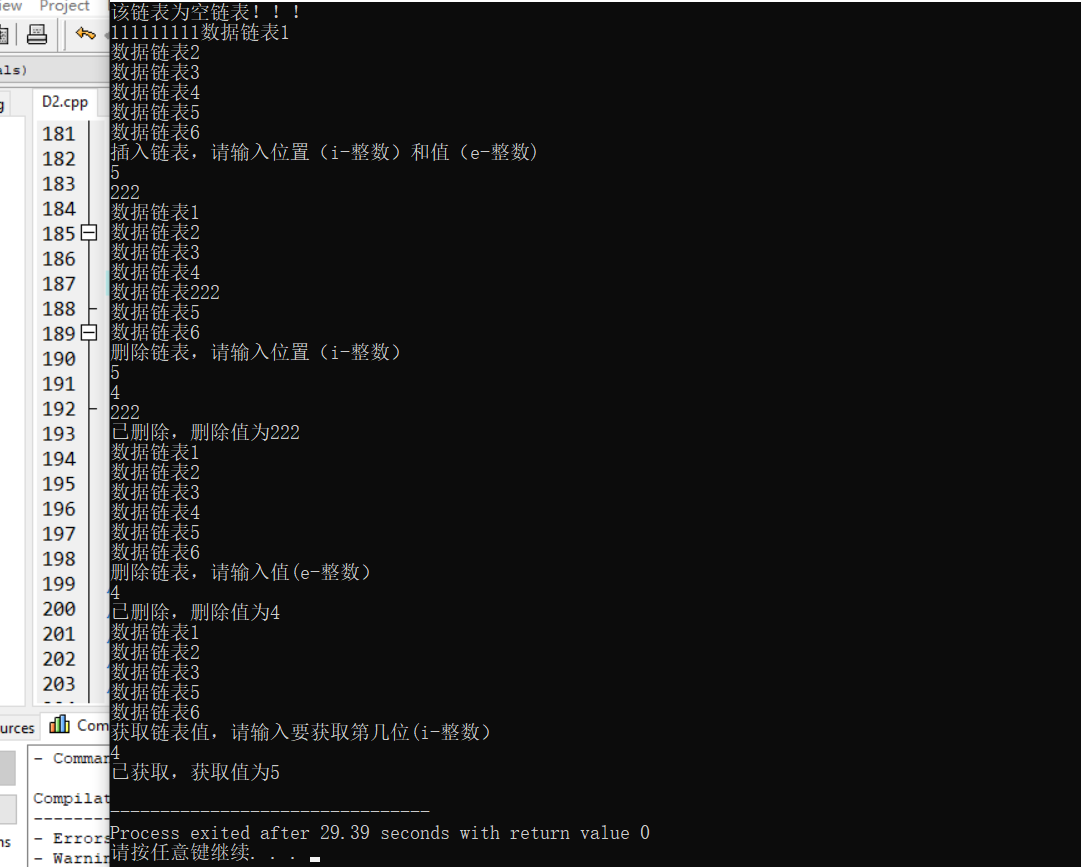 iew Project
als)
D2.cpp
181
182
183
184
185
186
187
188
189
190
191
192
193
194
195
196
197
198
199
200
201
202
203
urces
Com
- Comman
Compilat
--------
- Errors
- Warnin
该链表为空链表！！！
111111111数据链表1
数据链表2
数据链表3
数据链表4
数据链表5
数据链表6
插入链表，请输入位置（i-整数）和值（e-整数)
5
222
数据链表1
数据链表2
数据链表3
数据链表4
数据链表222
数据链表5
数据链表6
删除链表，请输入位置（i-整数）
5
4
222
已删除，删除值为222
数据链表1
数据链表2
数据链表3
数据链表4
数据链表5
数据链表6
删除链表，请输入值(e-整数）
4
已删除，删除值为4
数据链表1
数据链表2
数据链表3
数据链表5
数据链表6
获取链表值，请输入要获取第几位(i-整数）
4
已获取，获取值为5
--------------------------------
Process exited after 29.39 seconds with return value 0
请按任意键继续. . .